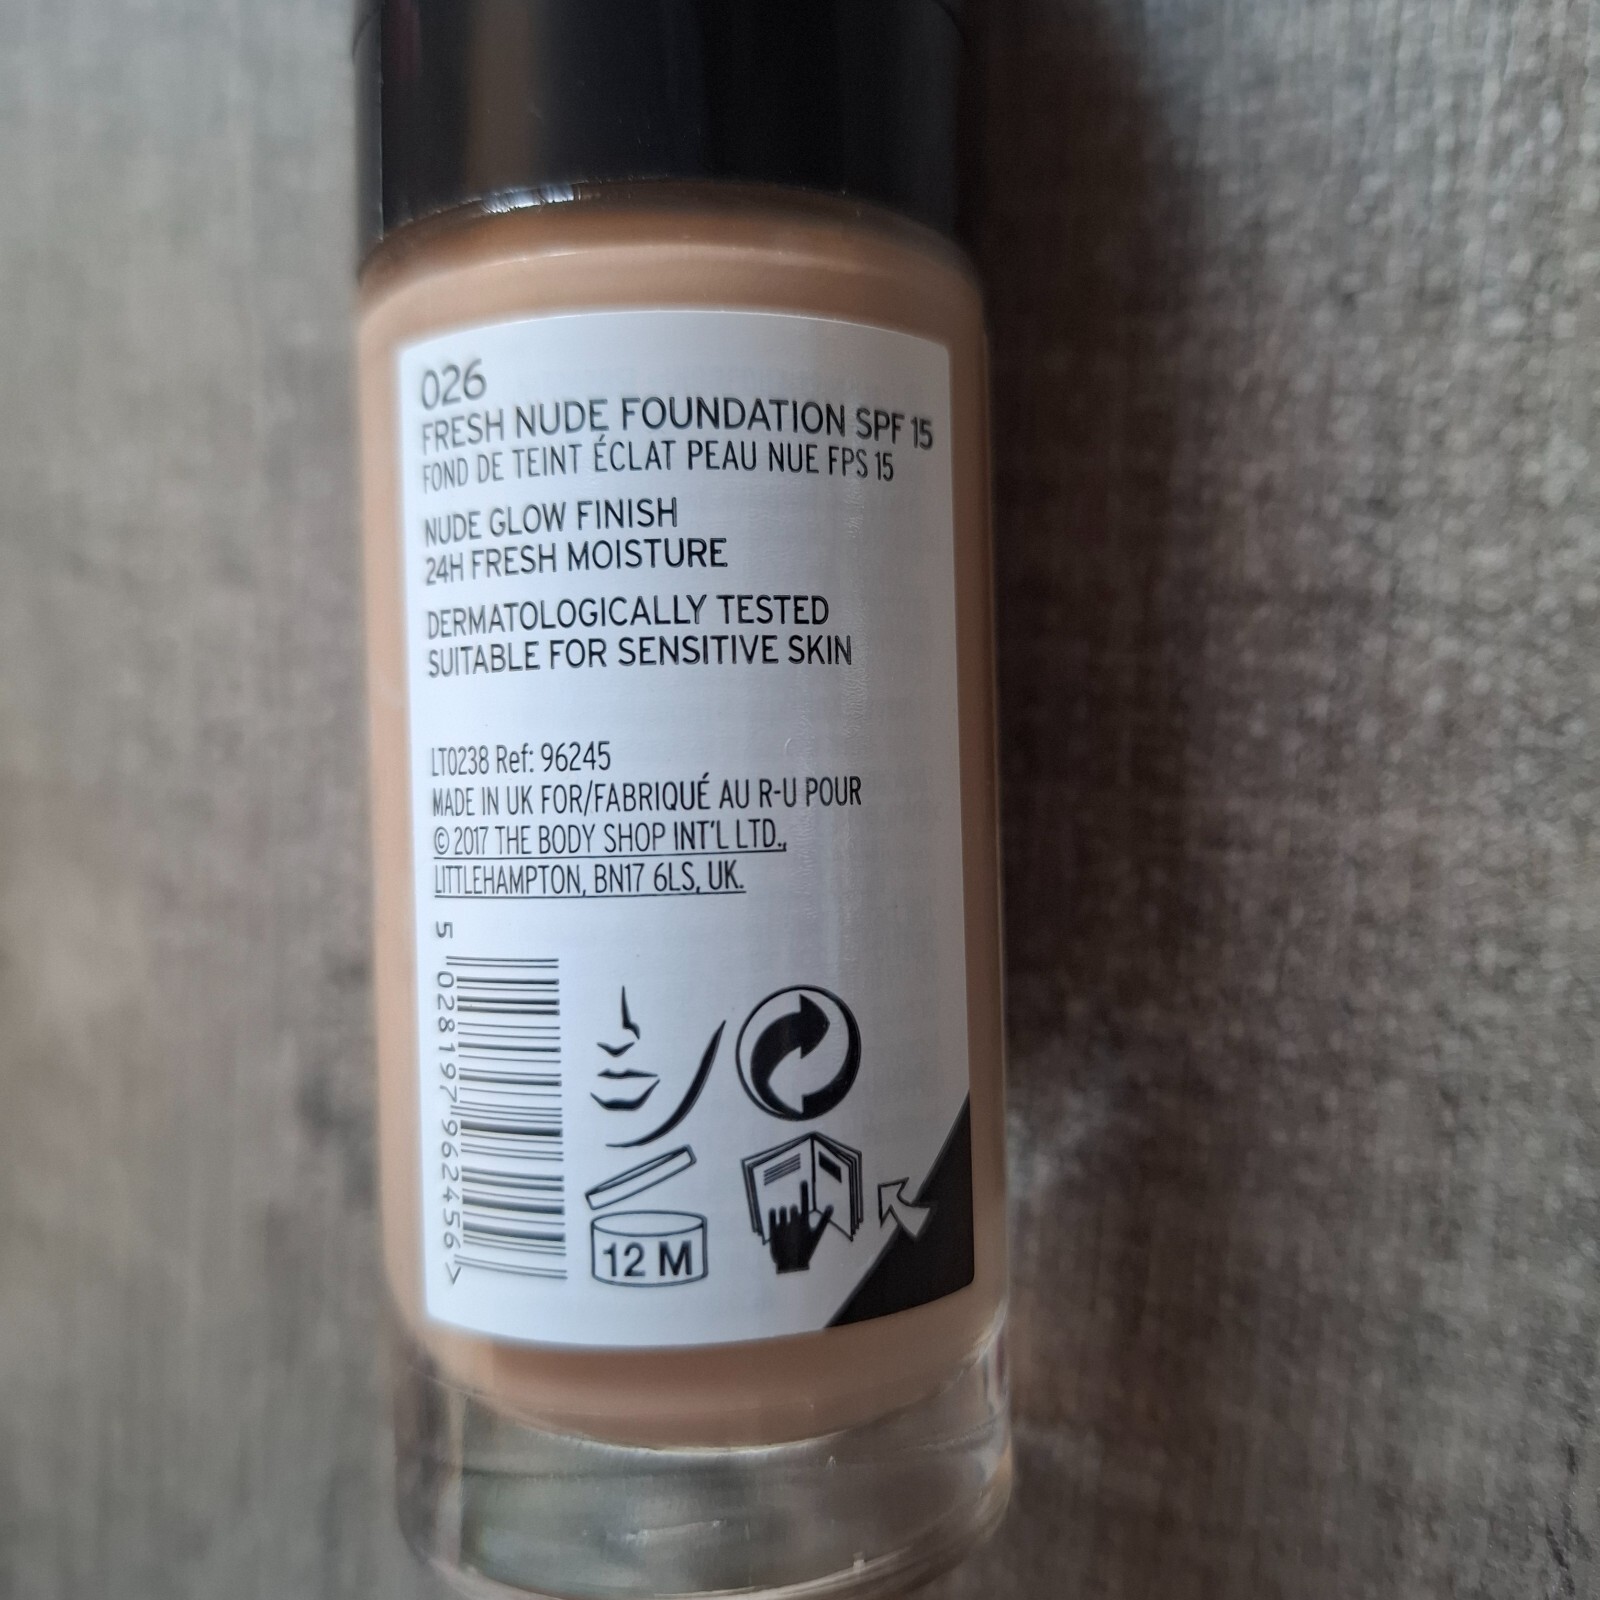 026
FRESH NUDE FOUNDATION SPF 15
FOND DE TEINT ÉCLAT PEAU NUE FPS 15
NUDE GLOW FINISH
24H FRESH MOISTURE
DERMATOLOGICALLY TESTED
SUITABLE FOR SENSITIVE SKIN
LT0238 Ref: 96245
MADE IN UK FOR/FABRIQUÉ AU R-U POUR
© 2017 THE BODY SHOP INT'L LTD.,
LITTLEHAMPTON, BN17 6LS, UK.
5 028197 962456 >
12 M